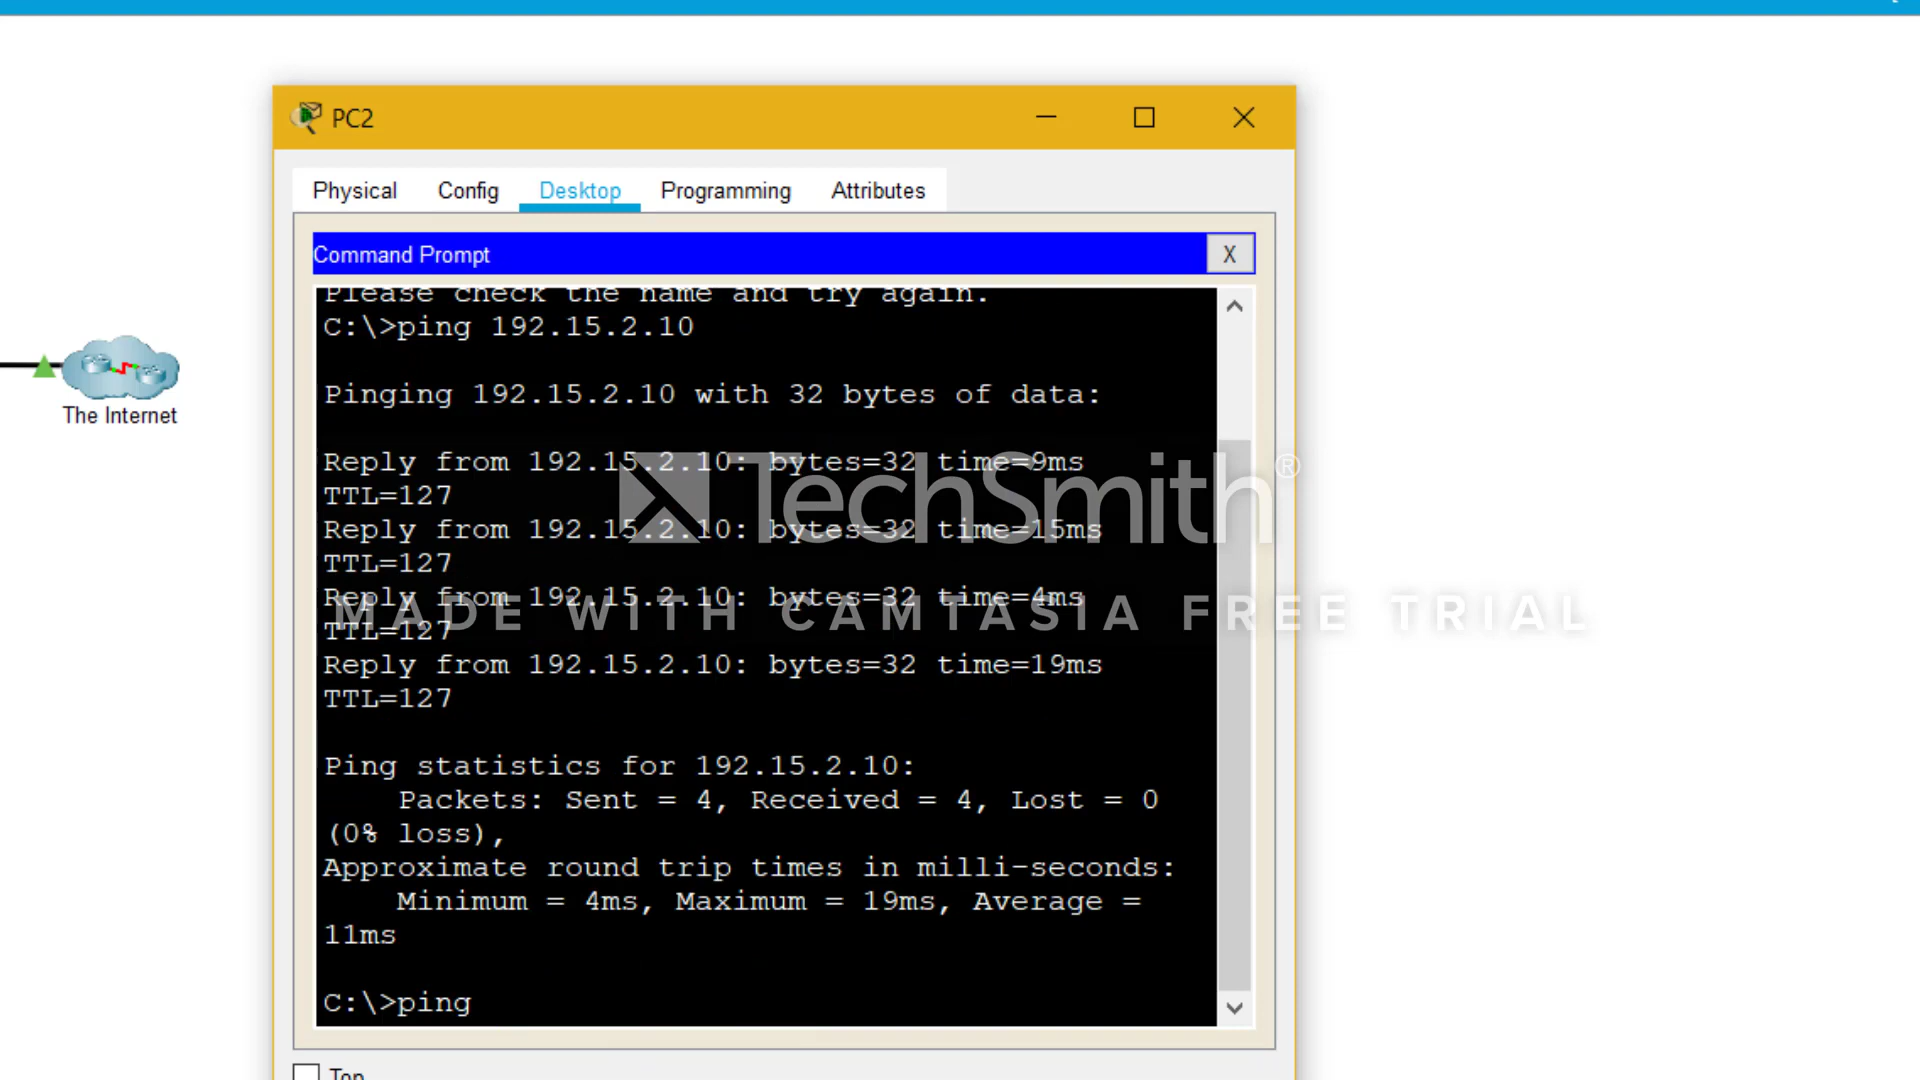 PC2
Physical Config Desktop Programming Attributes
Command Prompt X
Please check the name and try again.
C:\>ping 192.15.2.10
Pinging 192.15.2.10 with 32 bytes of data:
Reply from 192.15.2.10: bytes=32 time=9ms
TTL=127
Reply from 192.15.2.10: bytes=32 time=15ms
TTL=127
Reply from 192.15.2.10: bytes=32 time=4ms
TTL=127
Reply from 192.15.2.10: bytes=32 time=19ms
TTL=127
Ping statistics for 192.15.2.10:
Packets: Sent = 4, Received = 4, Lost = 0
(0% loss),
Approximate round trip times in milli-seconds:
Minimum = 4ms, Maximum = 19ms, Average =
11ms
C:\>ping
The Internet
TechSmith®
MADE WITH CAMTASIA FREE TRIAL
Top